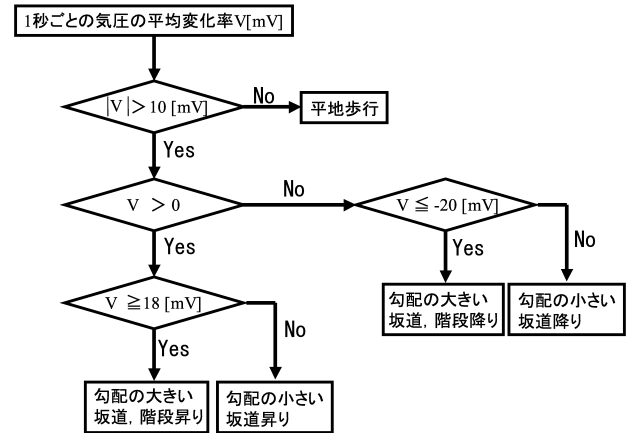 1秒ごとの気圧の平均変化率V[mV]
|V|＞10 [mV]
No
平地歩行
Yes
V ＞0
No
V ≦ -20 [mV]
Yes
Yes
No
V ≧18 [mV]
勾配の大きい
坂道，階段降り
勾配の小さい
坂道降り
No
Yes
勾配の大きい
坂道，階段昇り
勾配の小さい
坂道昇り